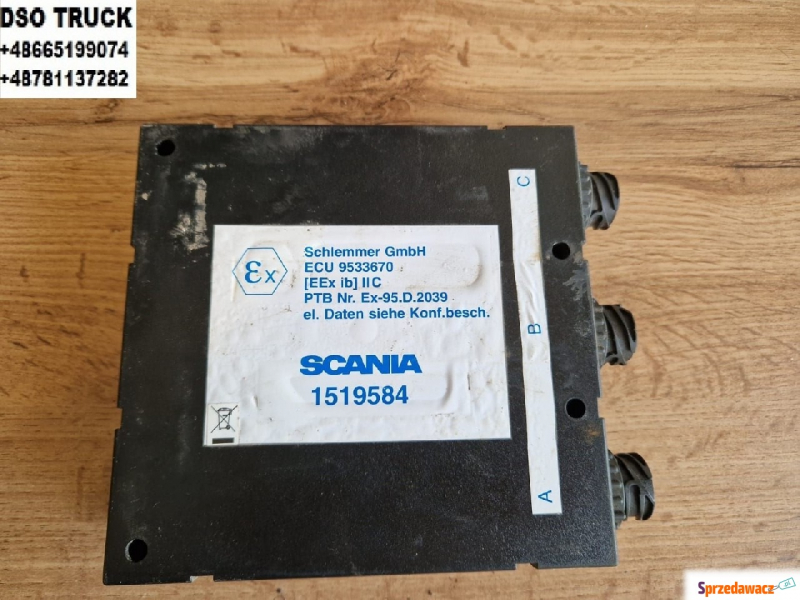 DSO TRUCK
+48665199074
+48781137282
C
B
A
εx
Schlemmer GmbH
ECU 9533670
[EEx ib] IIC
PTB Nr. Ex-95.D.2039
el. Daten siehe Konf.besch.
SCANIA
1519584
Sprzedawacz.pl